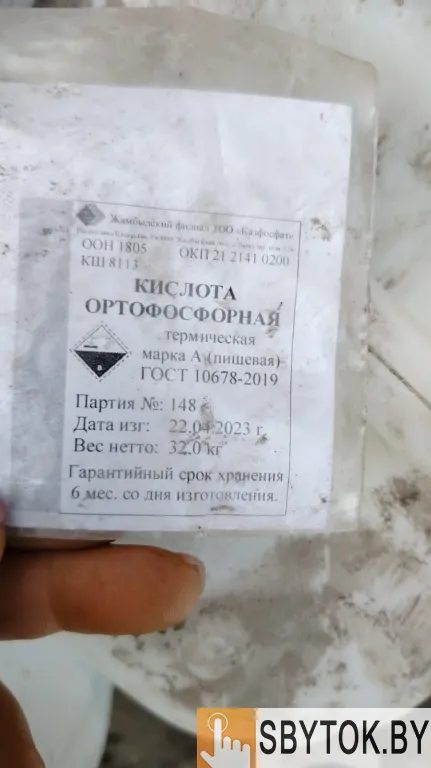 Жамбылский филиал ТОО «Казфосфат»
ООН 1805 ОКП 21 2141 0200
КШ 8113
КИСЛОТА
ОРТОФОСФОРНАЯ
термическая
марка А (пищевая)
ГОСТ 10678-2019
8
Партия №: 148
Дата изг: 22.04.2023 г.
Вес нетто: 32,0 кг
Гарантийный срок хранения
6 мес. со дня изготовления.
SBYTOK.BY